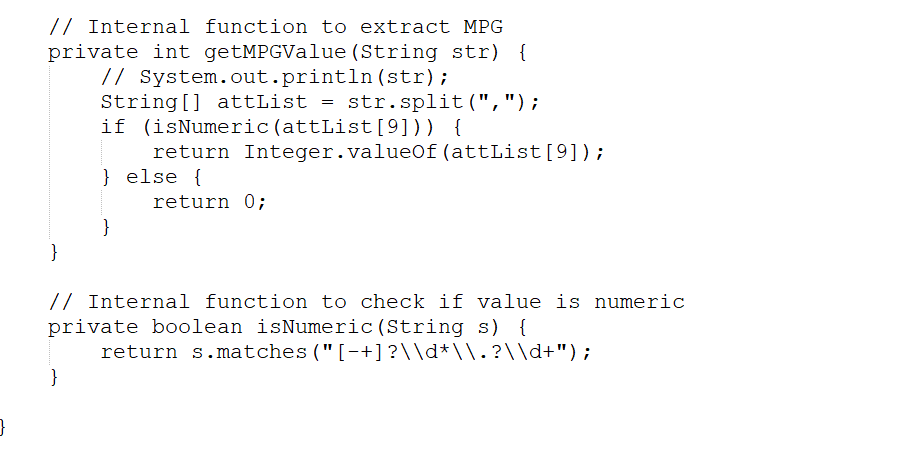 // Internal function to extract MPG
private int getMPGValue(String str) {
// System.out.println(str);
String[] attList = str.split(",");
if (isNumeric(attList[9])) {
return Integer.valueOf(attList[9]);
} else {
return 0;
}
}
// Internal function to check if value is numeric
private boolean isNumeric(String s) {
return s.matches("[-+]?\\d*\\.?\\d+");
}
}